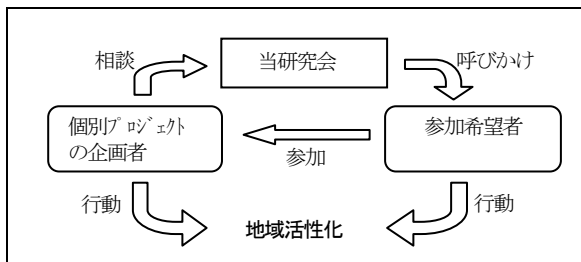 相談
当研究会
呼びかけ
個別ﾌﾟﾛｼﾞｪｸﾄ
の企画者
参加
参加希望者
行動
地域活性化
行動